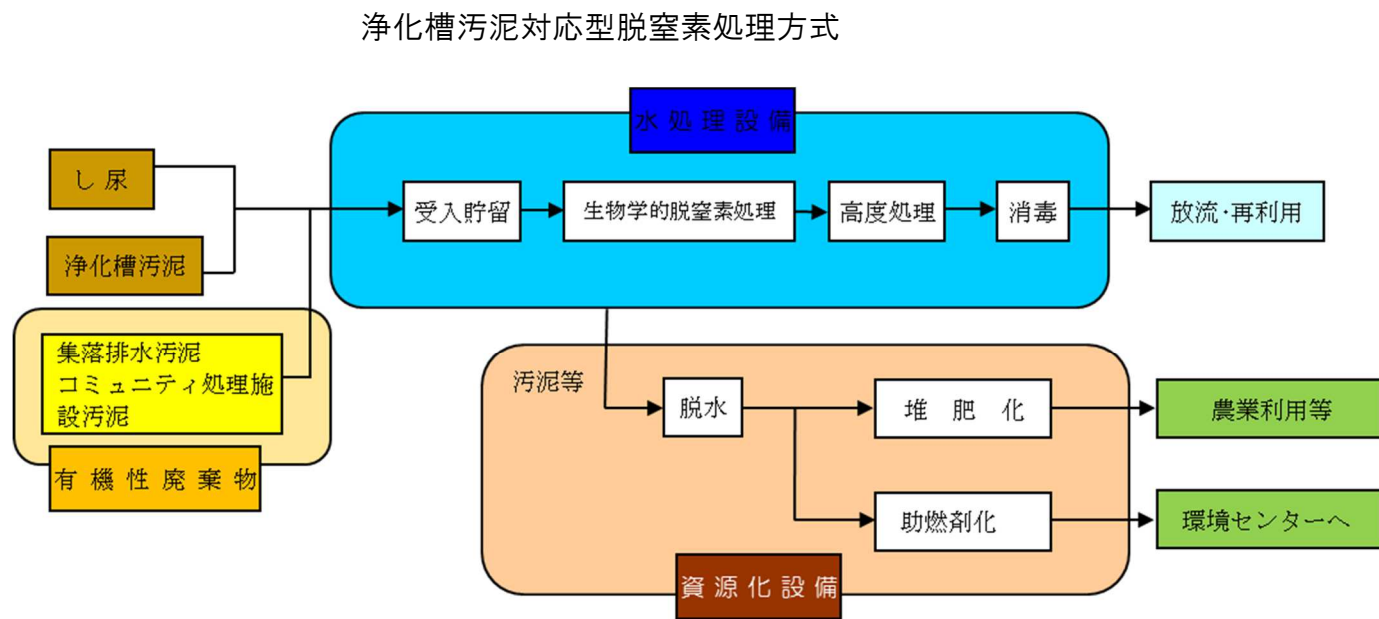 浄化槽汚泥対応型脱窒素処理方式
水処理設備
し尿
受入貯留
生物学的脱窒素処理
高度処理
消毒
放流・再利用
浄化槽汚泥
集落排水汚泥
コミュニティ処理施
設汚泥
有機性廃棄物
汚泥等
脱水
堆肥化
農業利用等
助燃剤化
環境センターへ
資源化設備